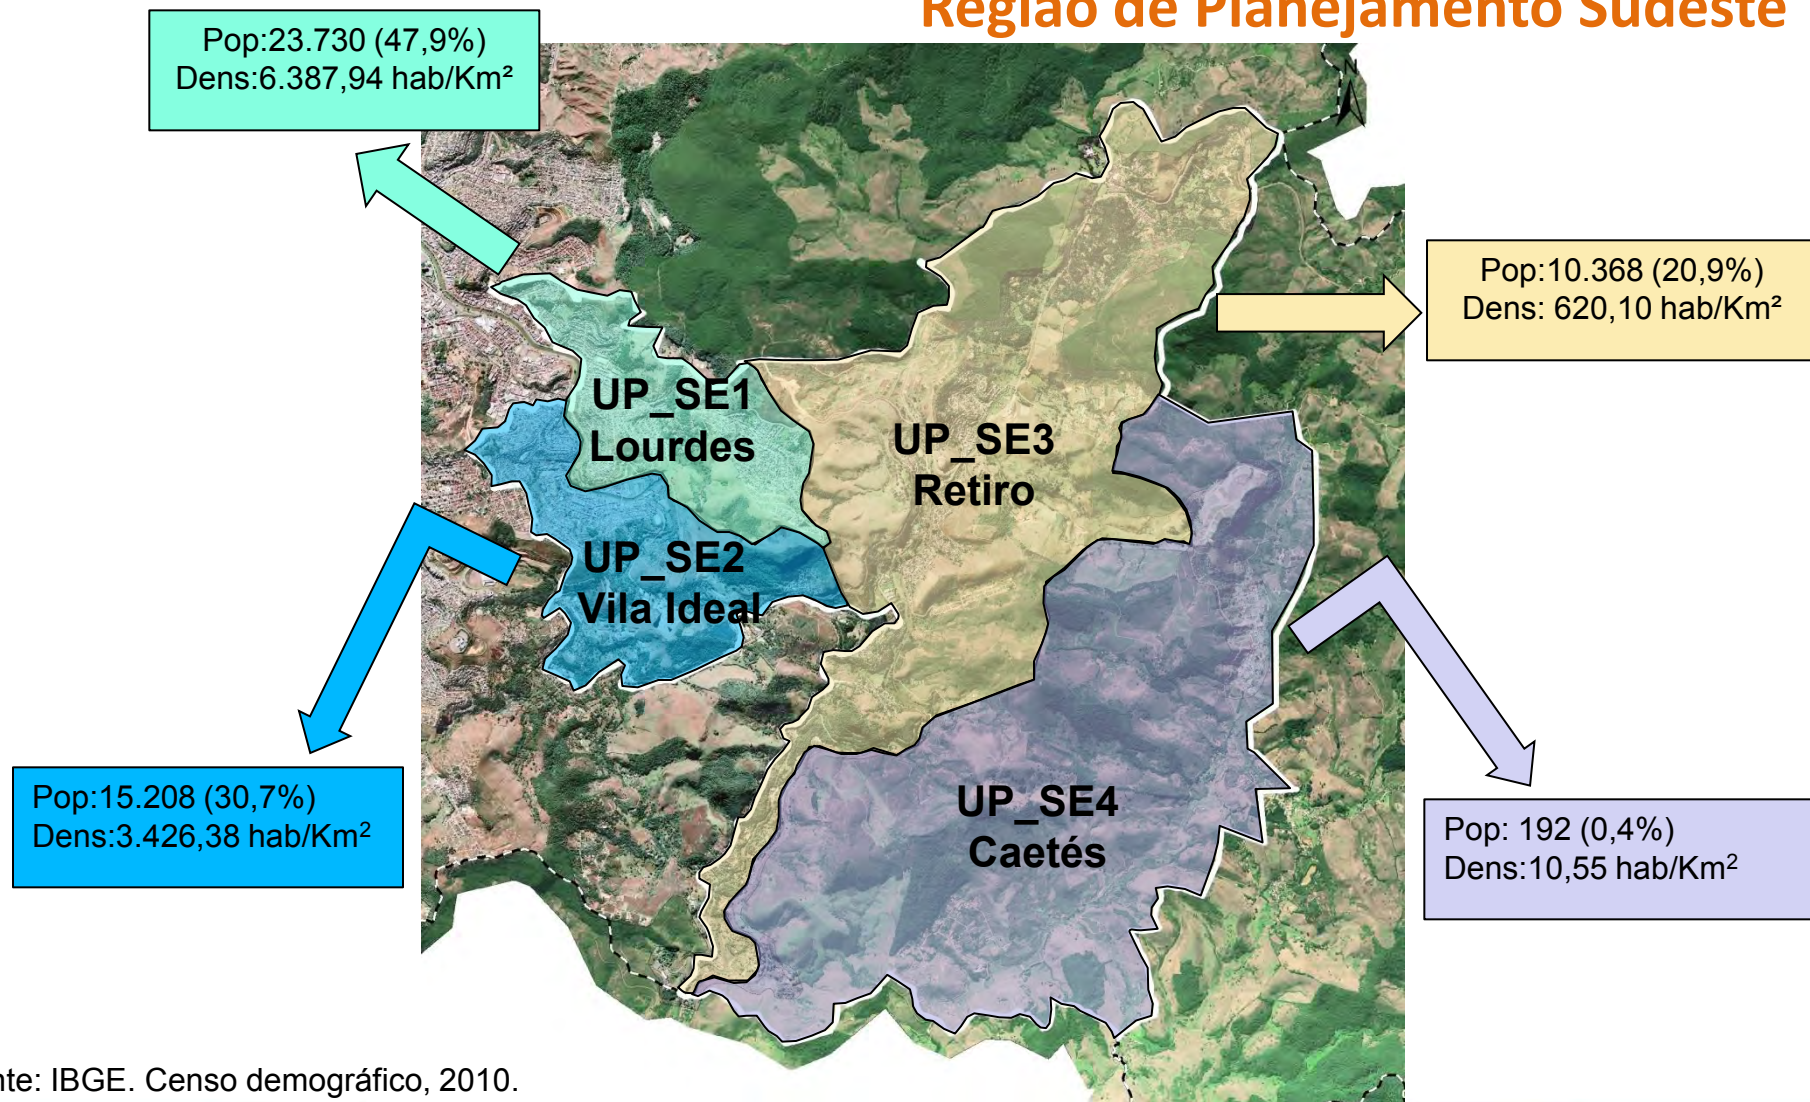 Região de Planejamento Sudeste
Pop:23.730 (47,9%)
Dens:6.387,94 hab/Km²
N
Pop:10.368 (20,9%)
Dens: 620,10 hab/Km²
UP_SE1
Lourdes
UP_SE3
Retiro
UP_SE2
Vila Ideal
Pop:15.208 (30,7%)
Dens:3.426,38 hab/Km²
UP_SE4
Caetés
Pop: 192 (0,4%)
Dens:10,55 hab/Km²
nte: IBGE. Censo demográfico, 2010.